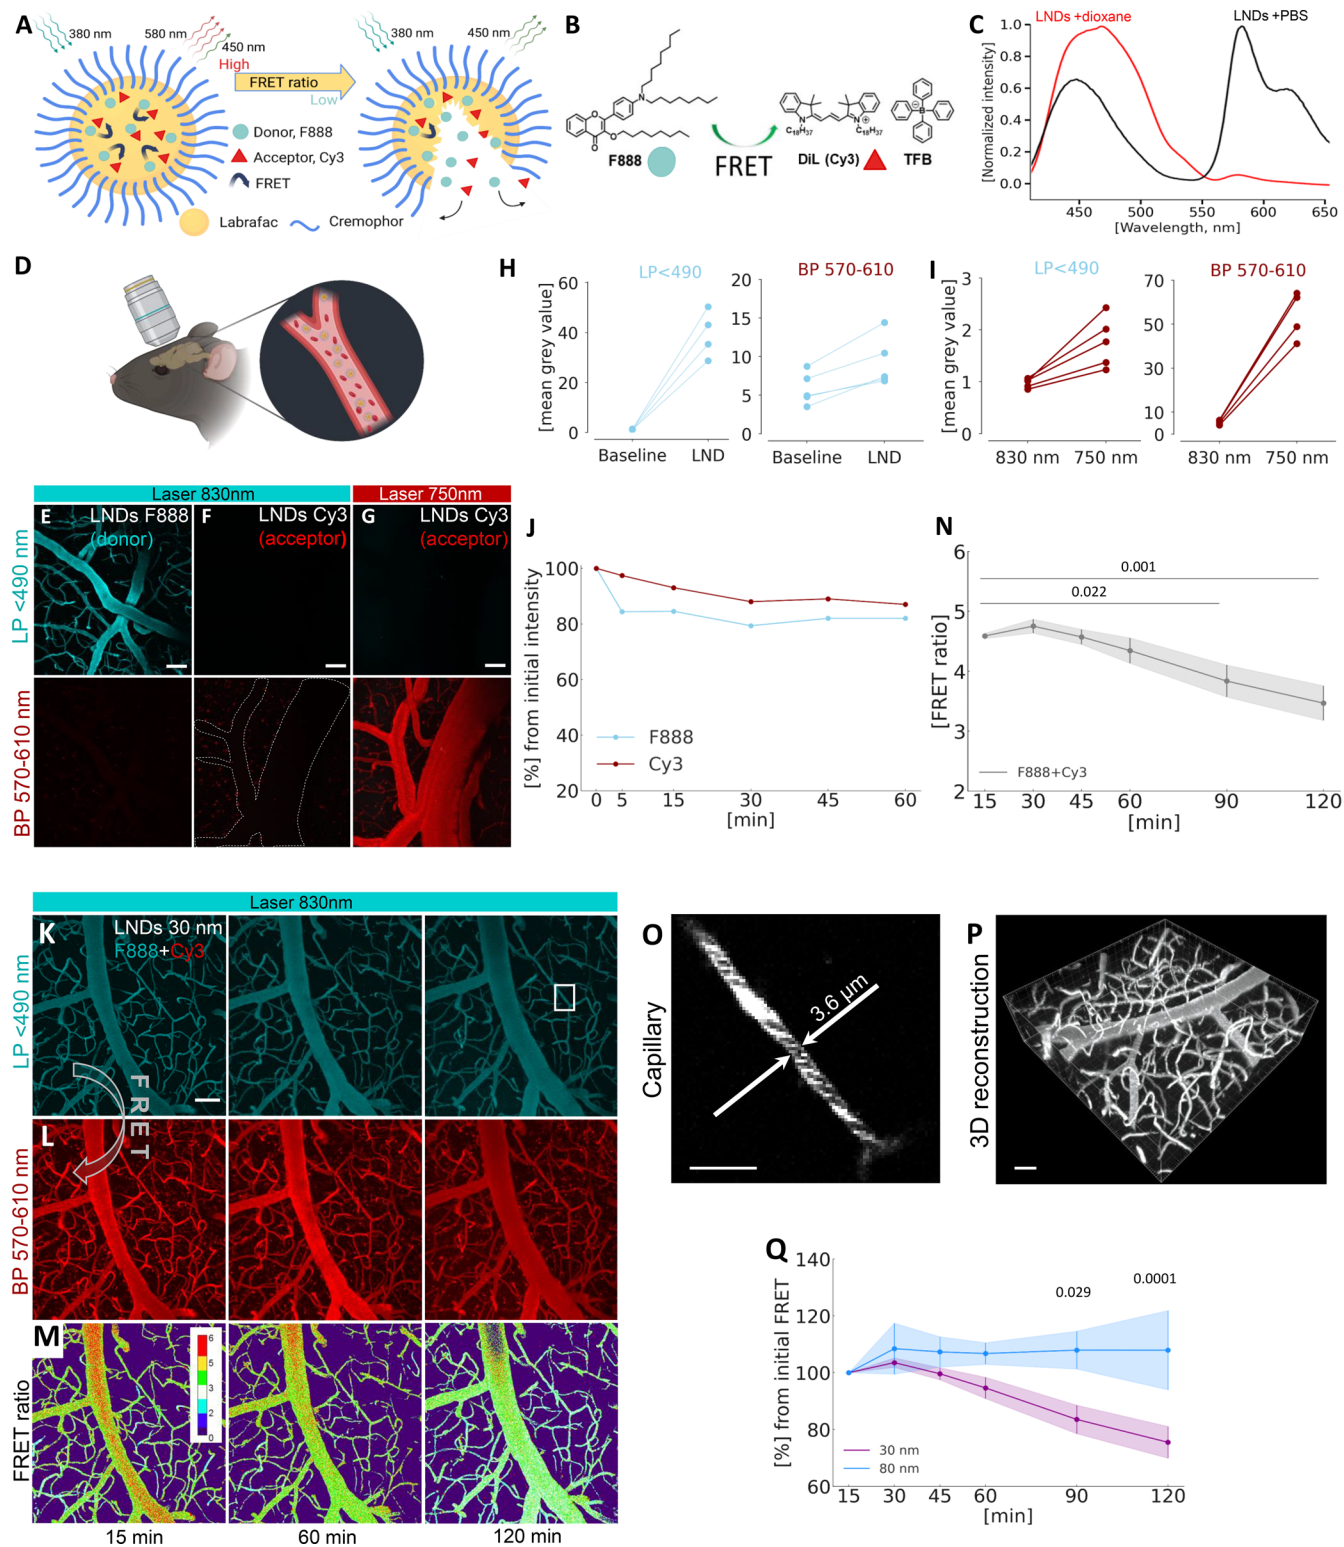 A
380 nm
580 nm
450 nm
High
FRET ratio
Low
380 nm
450 nm
Donor, F888
Acceptor, Cy3
FRET
Labrafac
Cremophor
B
N
O
O
O
F888
FRET
N
N
⊕
C18H37
C18H37
DiL (Cy3)
B
⊖
TFB
C
LNDs +dioxane
LNDs +PBS
[Normalized intensity]
1.0
0.8
0.6
0.4
0.2
0.0
450
500
550
600
650
[Wavelength, nm]
D
H
LP<490
BP 570-610
[mean grey value]
60
40
20
0
20
15
10
5
0
Baseline
LND
Baseline
LND
I
LP<490
BP 570-610
[mean grey value]
3
2
1
0
70
50
30
10
0
830 nm
750 nm
830 nm
750 nm
Laser 830nm
Laser 750nm
E
LNDs F888
(donor)
F
LNDs Cy3
(acceptor)
G
LNDs Cy3
(acceptor)
LP <490 nm
BP 570-610 nm
J
[%] from initial intensity
100
80
60
40
20
F888
Cy3
0
5
15
30
45
60
[min]
N
[FRET ratio]
6
5
4
3
2
0.001
0.022
F888+Cy3
15
30
45
60
90
120
[min]
Laser 830nm
K
LNDs 30 nm
F888+Cy3
LP <490 nm
FRET
L
BP 570-610 nm
M
6
5
4
3
2
1
0
FRET ratio
15 min
60 min
120 min
O
Capillary
3.6 µm
P
3D reconstruction
Q
[%] from initial FRET
140
120
100
80
60
0.029
0.0001
30 nm
80 nm
15
30
45
60
90
120
[min]